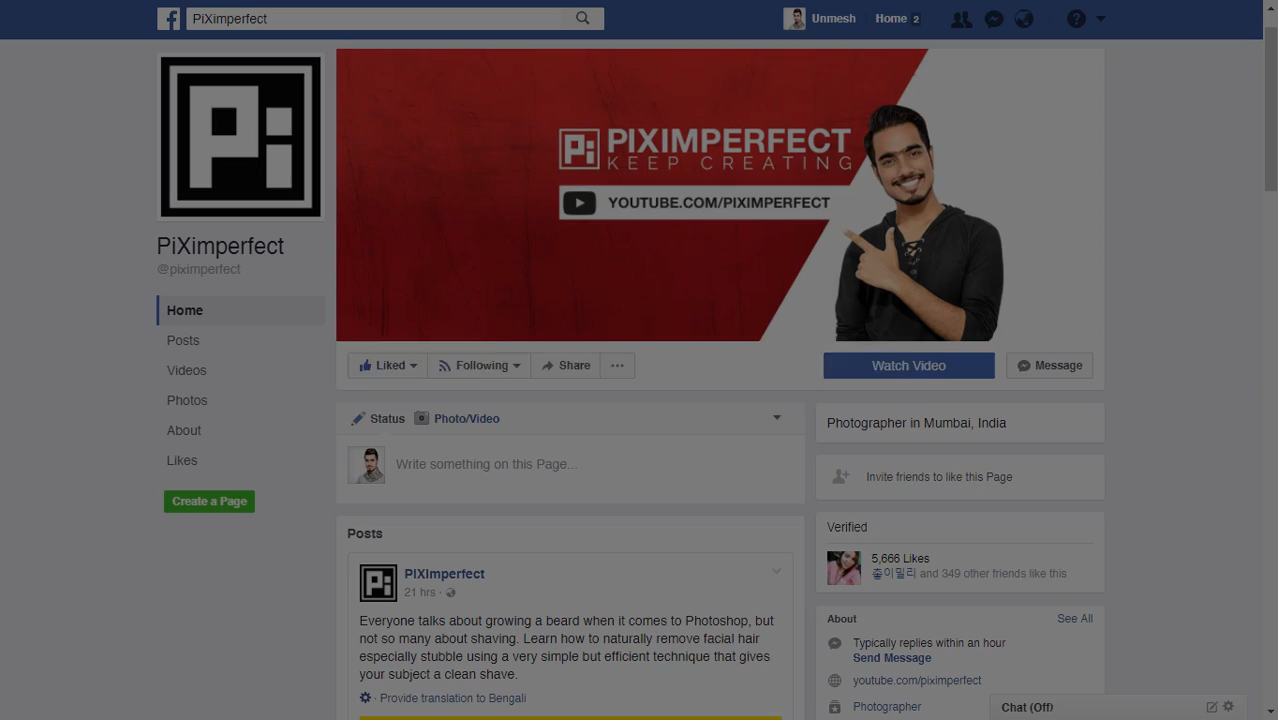 PiXimperfect
Unmesh
Home 2
Pi
PiXimperfect
@piximperfect
Home
Posts
Videos
Photos
About
Likes
Create a Page
Pi PIXIMPERFECT
KEEP CREATING
YOUTUBE.COM/PIXIMPERFECT
Liked
Following
Share
Watch Video
Message
Status
Photo/Video
Write something on this Page...
Posts
Pi
PiXimperfect
21 hrs ·
Everyone talks about growing a beard when it comes to Photoshop, but
not so many about shaving. Learn how to naturally remove facial hair
especially stubble using a very simple but efficient technique that gives
your subject a clean shave.
· Provide translation to Bengali
Photographer in Mumbai, India
Invite friends to like this Page
Verified
5,666 Likes
촣이밀리 and 349 other friends like this
About
See All
Typically replies within an hour
Send Message
youtube.com/piximperfect
Photographer
Chat (Off)